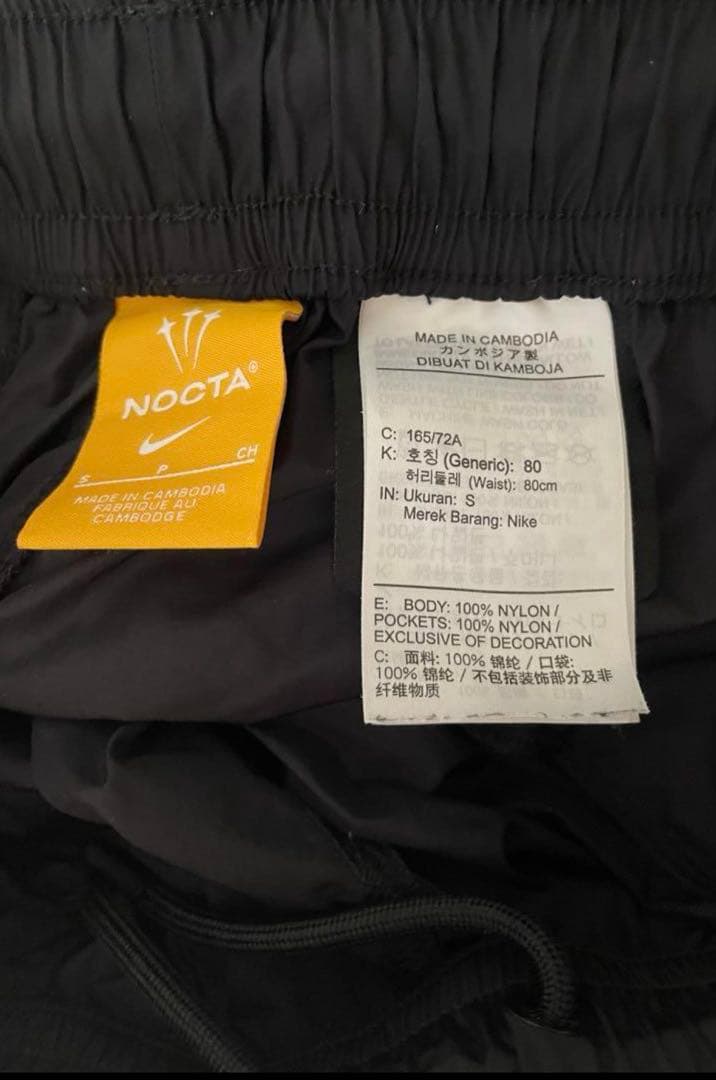 NOCTA®
S P CH
MADE IN CAMBODIA
FABRIQUE AU
CAMBODGE
MADE IN CAMBODIA
カンボジア製
DIBUAT DI KAMBOJA
C: 165/72A
K: 호칭 (Generic): 80
허리둘레 (Waist): 80cm
IN: Ukuran: S
Merek Barang: Nike
E: BODY: 100% NYLON /
POCKETS: 100% NYLON /
EXCLUSIVE OF DECORATION
C: 面料: 100% 锦纶 / 口袋:
100% 锦纶 / 不包括装饰部分及非
纤维物质